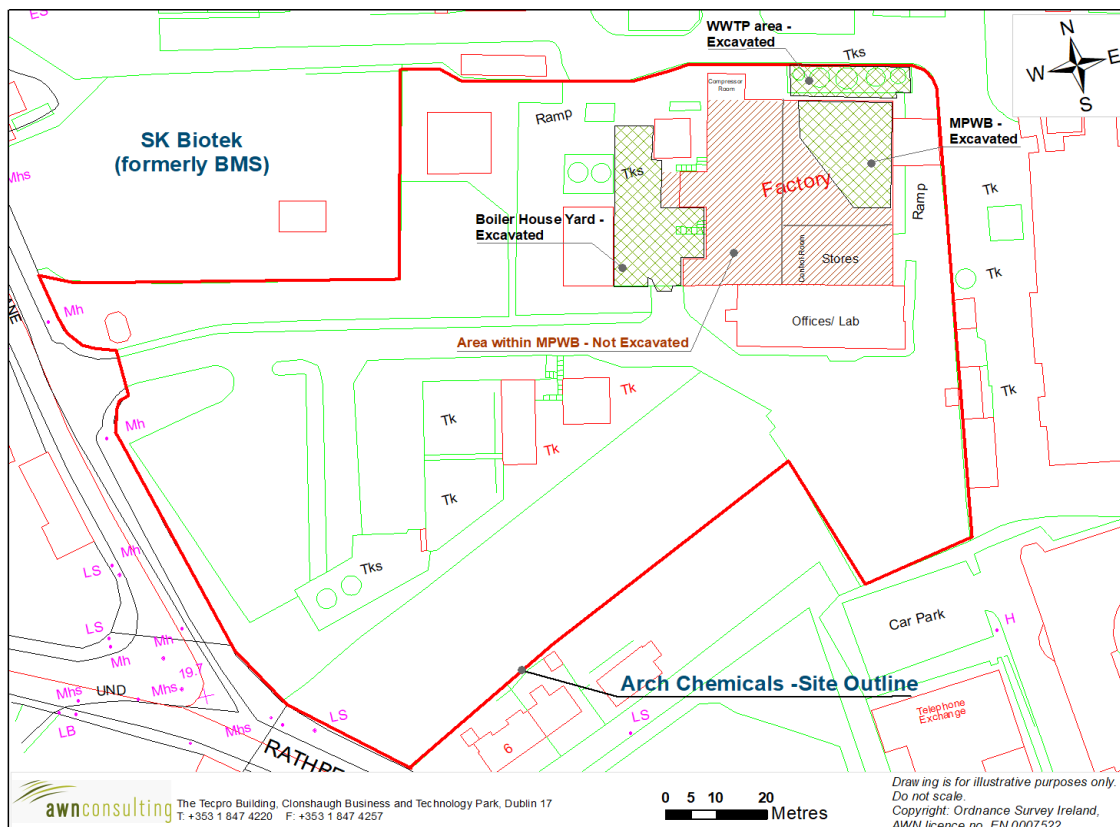 ES
WWTP area -
Excavated
Tks
N
W
E
S
Compressor
Room
SK Biotek
(formerly BMS)
Ramp
MPWB -
Excavated
Mhs
Tks
Factory
Ramp
Tk
Boiler House Yard -
Excavated
Control Room
Stores
Tk
Mh
Offices/ Lab
Area within MPWB - Not Excavated
Tk
Tk
Tk
Mh
Tk
Tk
Tks
Mh
LS
Car Park
H
LS
Mh
Mh
19.7
Mhs
UND
Mhs
Arch Chemicals -Site Outline
LS
LS
Mhs
LB
Telephone
Exchange
6
awnconsulting
The Tecpro Building, Clonshaugh Business and Technology Park, Dublin 17
T: +353 1 847 4220 F: +353 1 847 4257
0 5 10 20
Metres
Drawing is for illustrative purposes only.
Do not scale.
Copyright: Ordnance Survey Ireland,
AWN licence no. EN 0007522